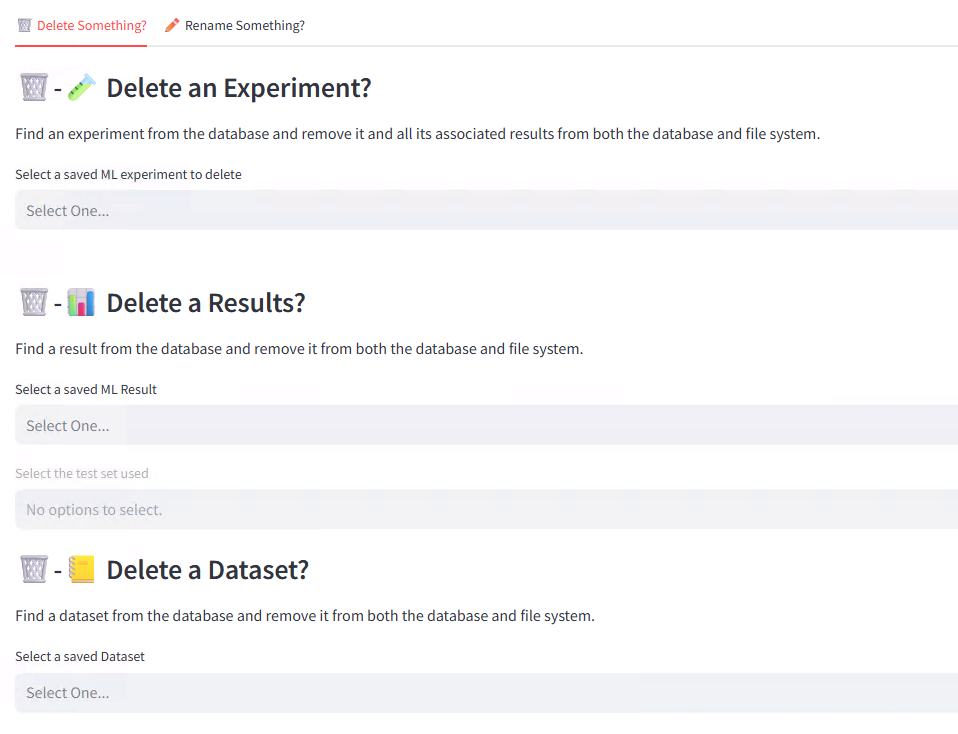 Delete Something? Rename Something?
- Delete an Experiment?
Find an experiment from the database and remove it and all its associated results from both the database and file system.
Select a saved ML experiment to delete
Select One...
- Delete a Results?
Find a result from the database and remove it from both the database and file system.
Select a saved ML Result
Select One...
Select the test set used
No options to select.
- Delete a Dataset?
Find a dataset from the database and remove it from both the database and file system.
Select a saved Dataset
Select One...